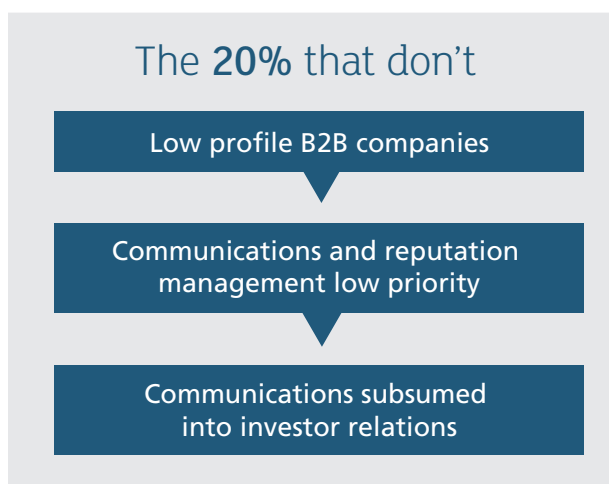 The 20% that don’t
Low profile B2B companies
Communications and reputation
management low priority
Communications subsumed
into investor relations